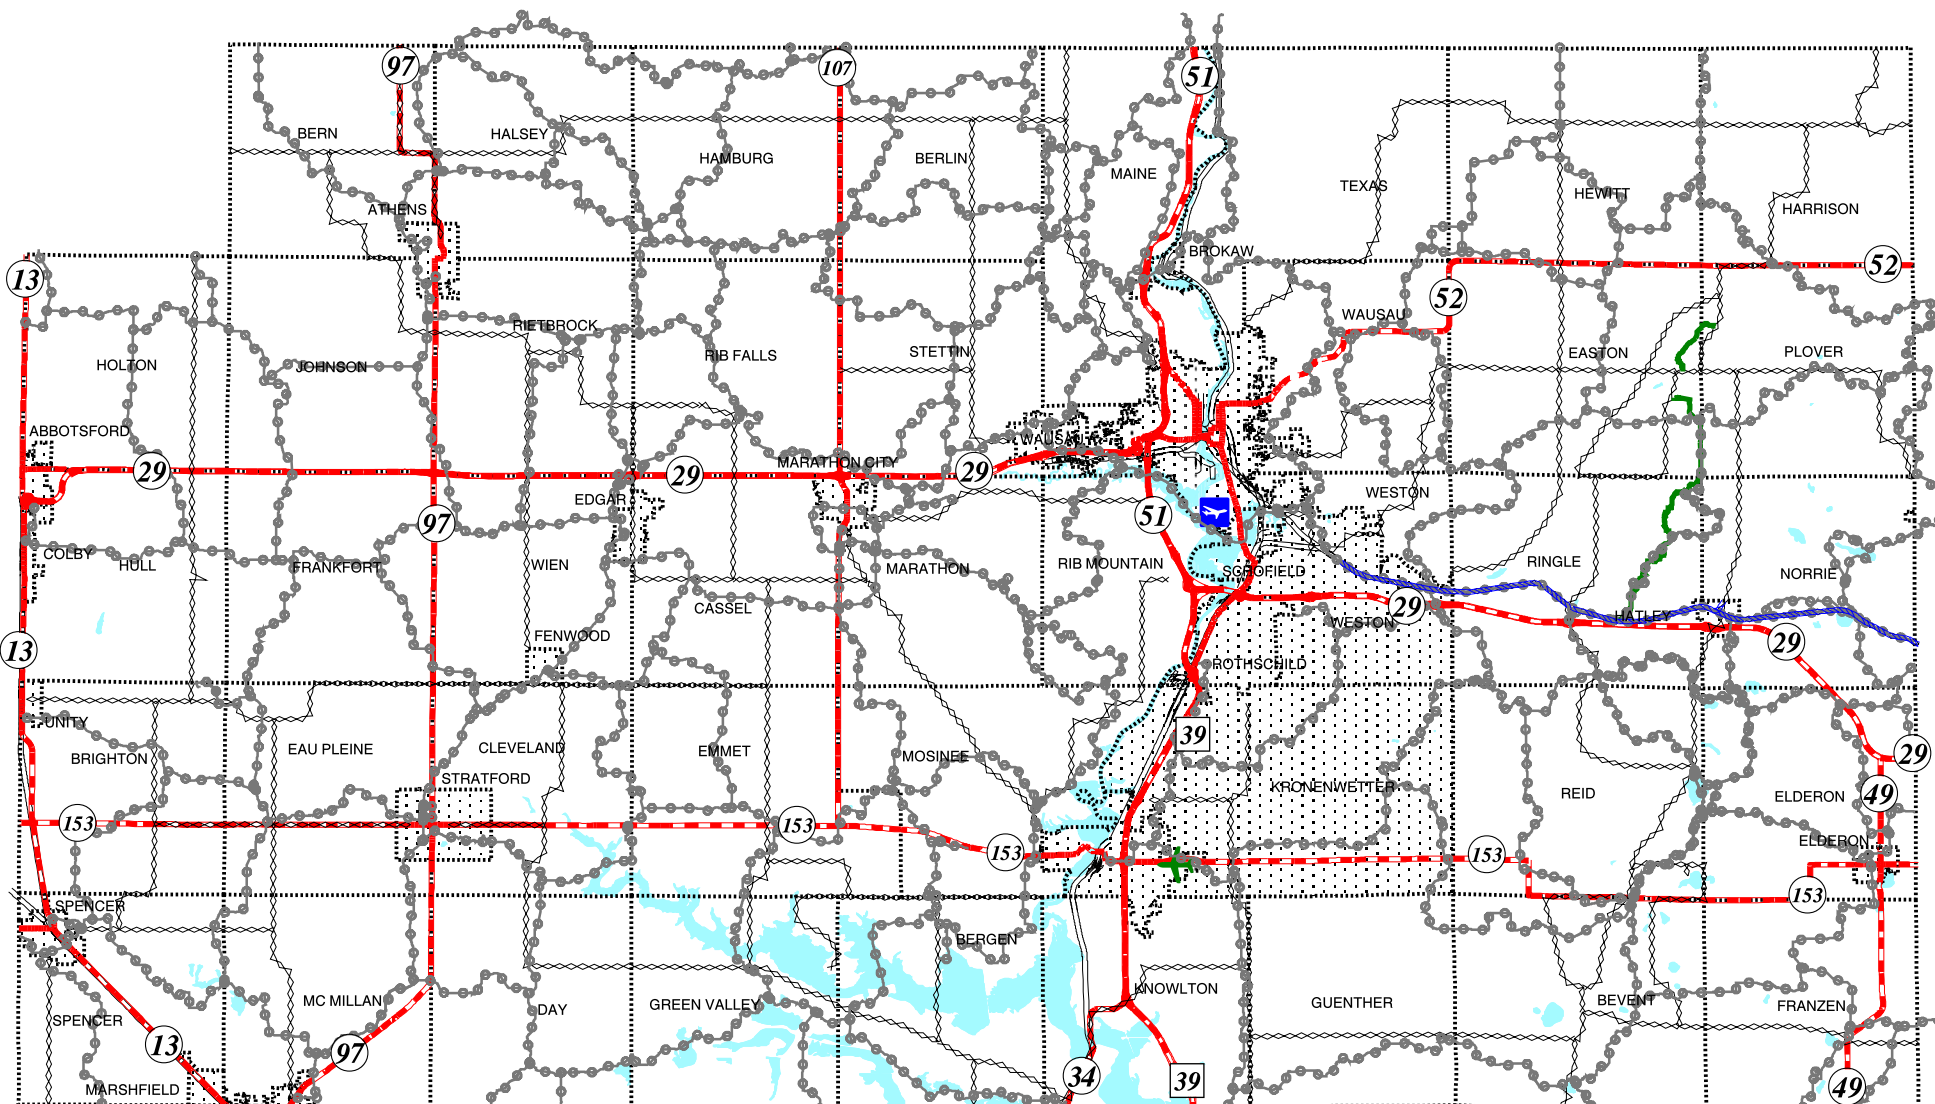 97
107
51
BERN
HALSEY
HAMBURG
BERLIN
MAINE
TEXAS
HEWITT
HARRISON
ATHENS
BROKAW
13
52
52
RIETBROCK
WAUSAU
HOLTON
JOHNSON
RIB FALLS
STETTIN
EASTON
PLOVER
ABBOTSFORD
WAUSAU
29
29
MARATHON CITY
29
EDGAR
WESTON
97
51
COLBY
HULL
FRANKFORT
WIEN
MARATHON
RIB MOUNTAIN
SCHOFIELD
RINGLE
NORRIE
CASSEL
29
HATLEY
WESTON
FENWOOD
13
29
ROTHSCHILD
UNITY
BRIGHTON
EAU PLEINE
CLEVELAND
EMMET
MOSINEE
39
29
STRATFORD
KRONENWETTER
REID
ELDERON
49
153
153
153
153
ELDERON
153
SPENCER
BERGEN
MC MILLAN
DAY
GREEN VALLEY
KNOWLTON
GUENTHER
BEVENT
FRANZEN
SPENCER
13
97
34
39
49
MARSHFIELD